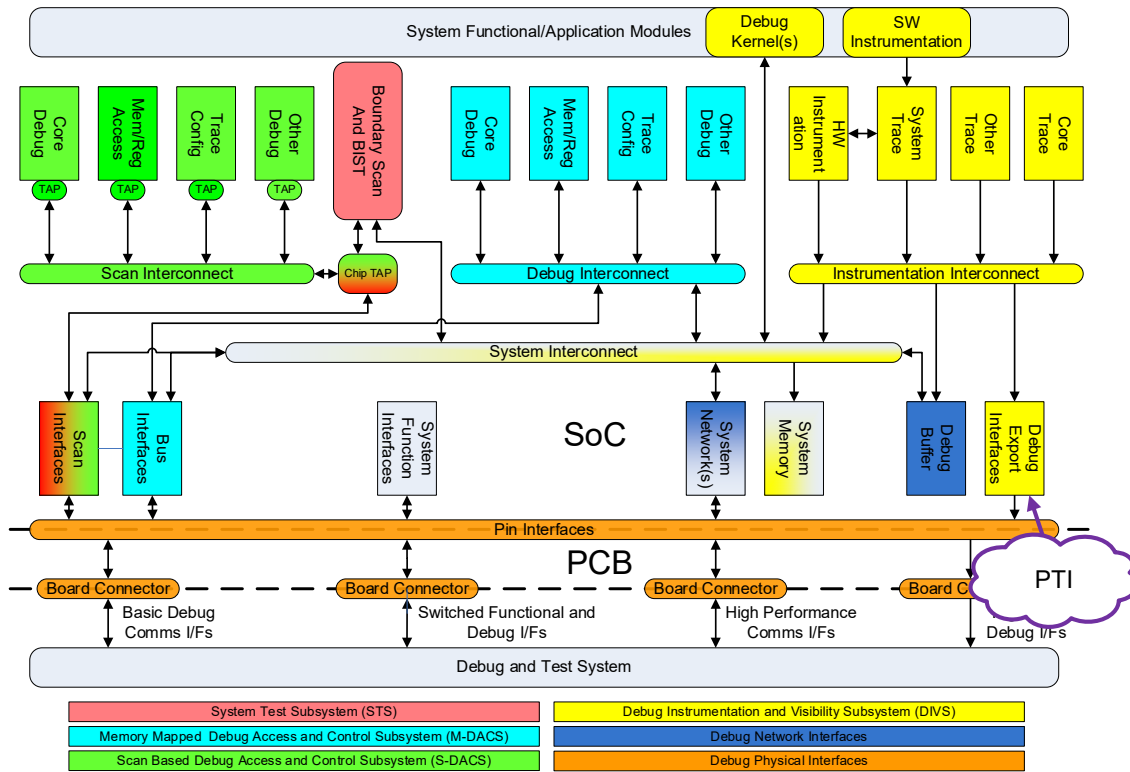 System Functional/Application Modules
Debug
Kernel(s)
SW
Instrumentation
Core
Debug
Mem/Reg
Access
Trace
Config
Other
Debug
TAP
TAP
TAP
TAP
Boundary Scan
And BIST
Core
Debug
Mem/Reg
Access
Trace
Config
Other
Debug
HW
Instrument
ation
System
Trace
Other
Trace
Core
Trace
Scan Interconnect
Chip TAP
Debug Interconnect
Instrumentation Interconnect
System Interconnect
Scan
Interfaces
Bus
Interfaces
System
Function
Interfaces
SoC
System
Network(s)
System
Memory
Debug
Buffer
Debug
Export
Interfaces
Pin Interfaces
PCB
PTI
Board Connector
Board Connector
Board Connector
Board
Basic Debug
Comms I/Fs
Switched Functional and
Debug I/Fs
High Performance
Comms I/Fs
Debug I/Fs
Debug and Test System
System Test Subsystem (STS)
Debug Instrumentation and Visibility Subsystem (DIVS)
Memory Mapped Debug Access and Control Subsystem (M-DACS)
Debug Network Interfaces
Scan Based Debug Access and Control Subsystem (S-DACS)
Debug Physical Interfaces